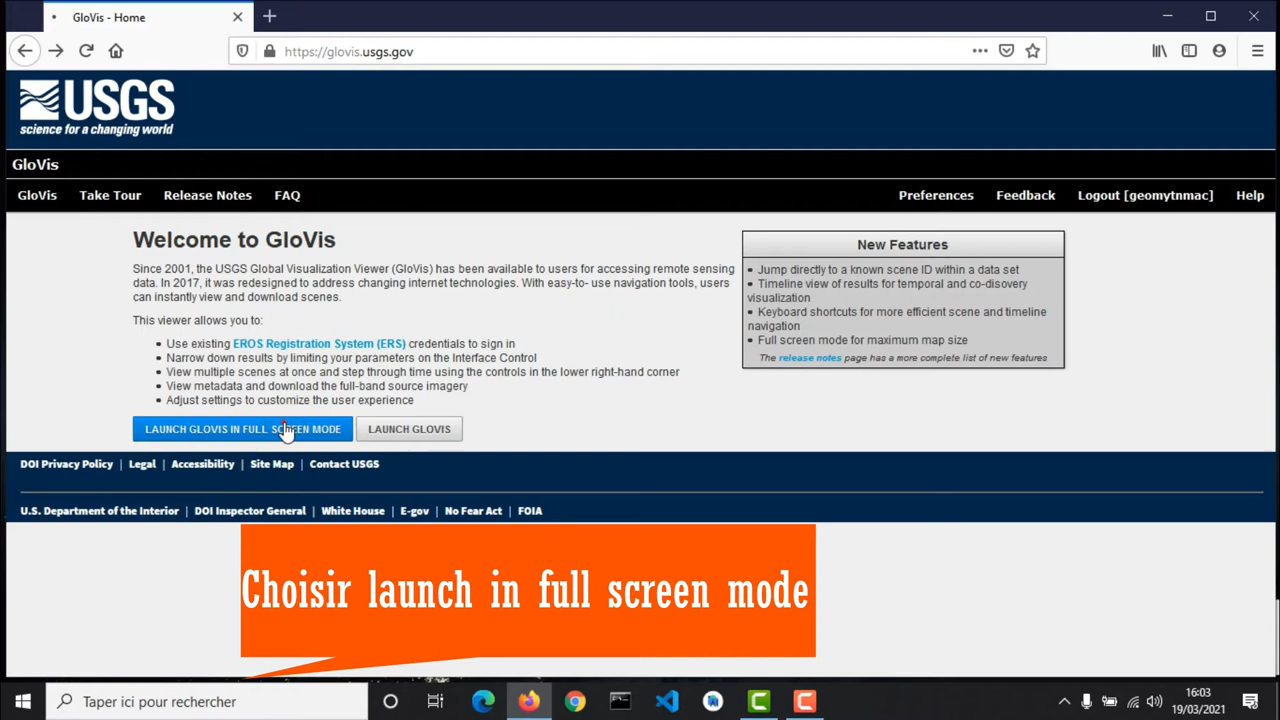 GloVis - Home
https://glovis.usgs.gov
USGS
science for a changing world
GloVis
GloVis Take Tour Release Notes FAQ Preferences Feedback Logout [geomytnmac] Help
Welcome to GloVis
Since 2001, the USGS Global Visualization Viewer (GloVis) has been available to users for accessing remote sensing
data. In 2017, it was redesigned to address changing internet technologies. With easy-to- use navigation tools, users
can instantly view and download scenes.
This viewer allows you to:
Use existing EROS Registration System (ERS) credentials to sign in
Narrow down results by limiting your parameters on the Interface Control
View multiple scenes at once and step through time using the controls in the lower right-hand corner
View metadata and download the full-band source imagery
Adjust settings to customize the user experience
LAUNCH GLOVIS IN FULL SCREEN MODE LAUNCH GLOVIS
New Features
Jump directly to a known scene ID within a data set
Timeline view of results for temporal and co-disovery
visualization
Keyboard shortcuts for more efficient scene and timeline
navigation
Full screen mode for maximum map size
The release notes page has a more complete list of new features
DOI Privacy Policy | Legal | Accessibility | Site Map | Contact USGS
U.S. Department of the Interior | DOI Inspector General | White House | E-gov | No Fear Act | FOIA
Choisir launch in full screen mode
Taper ici pour rechercher
16:03
19/03/2021